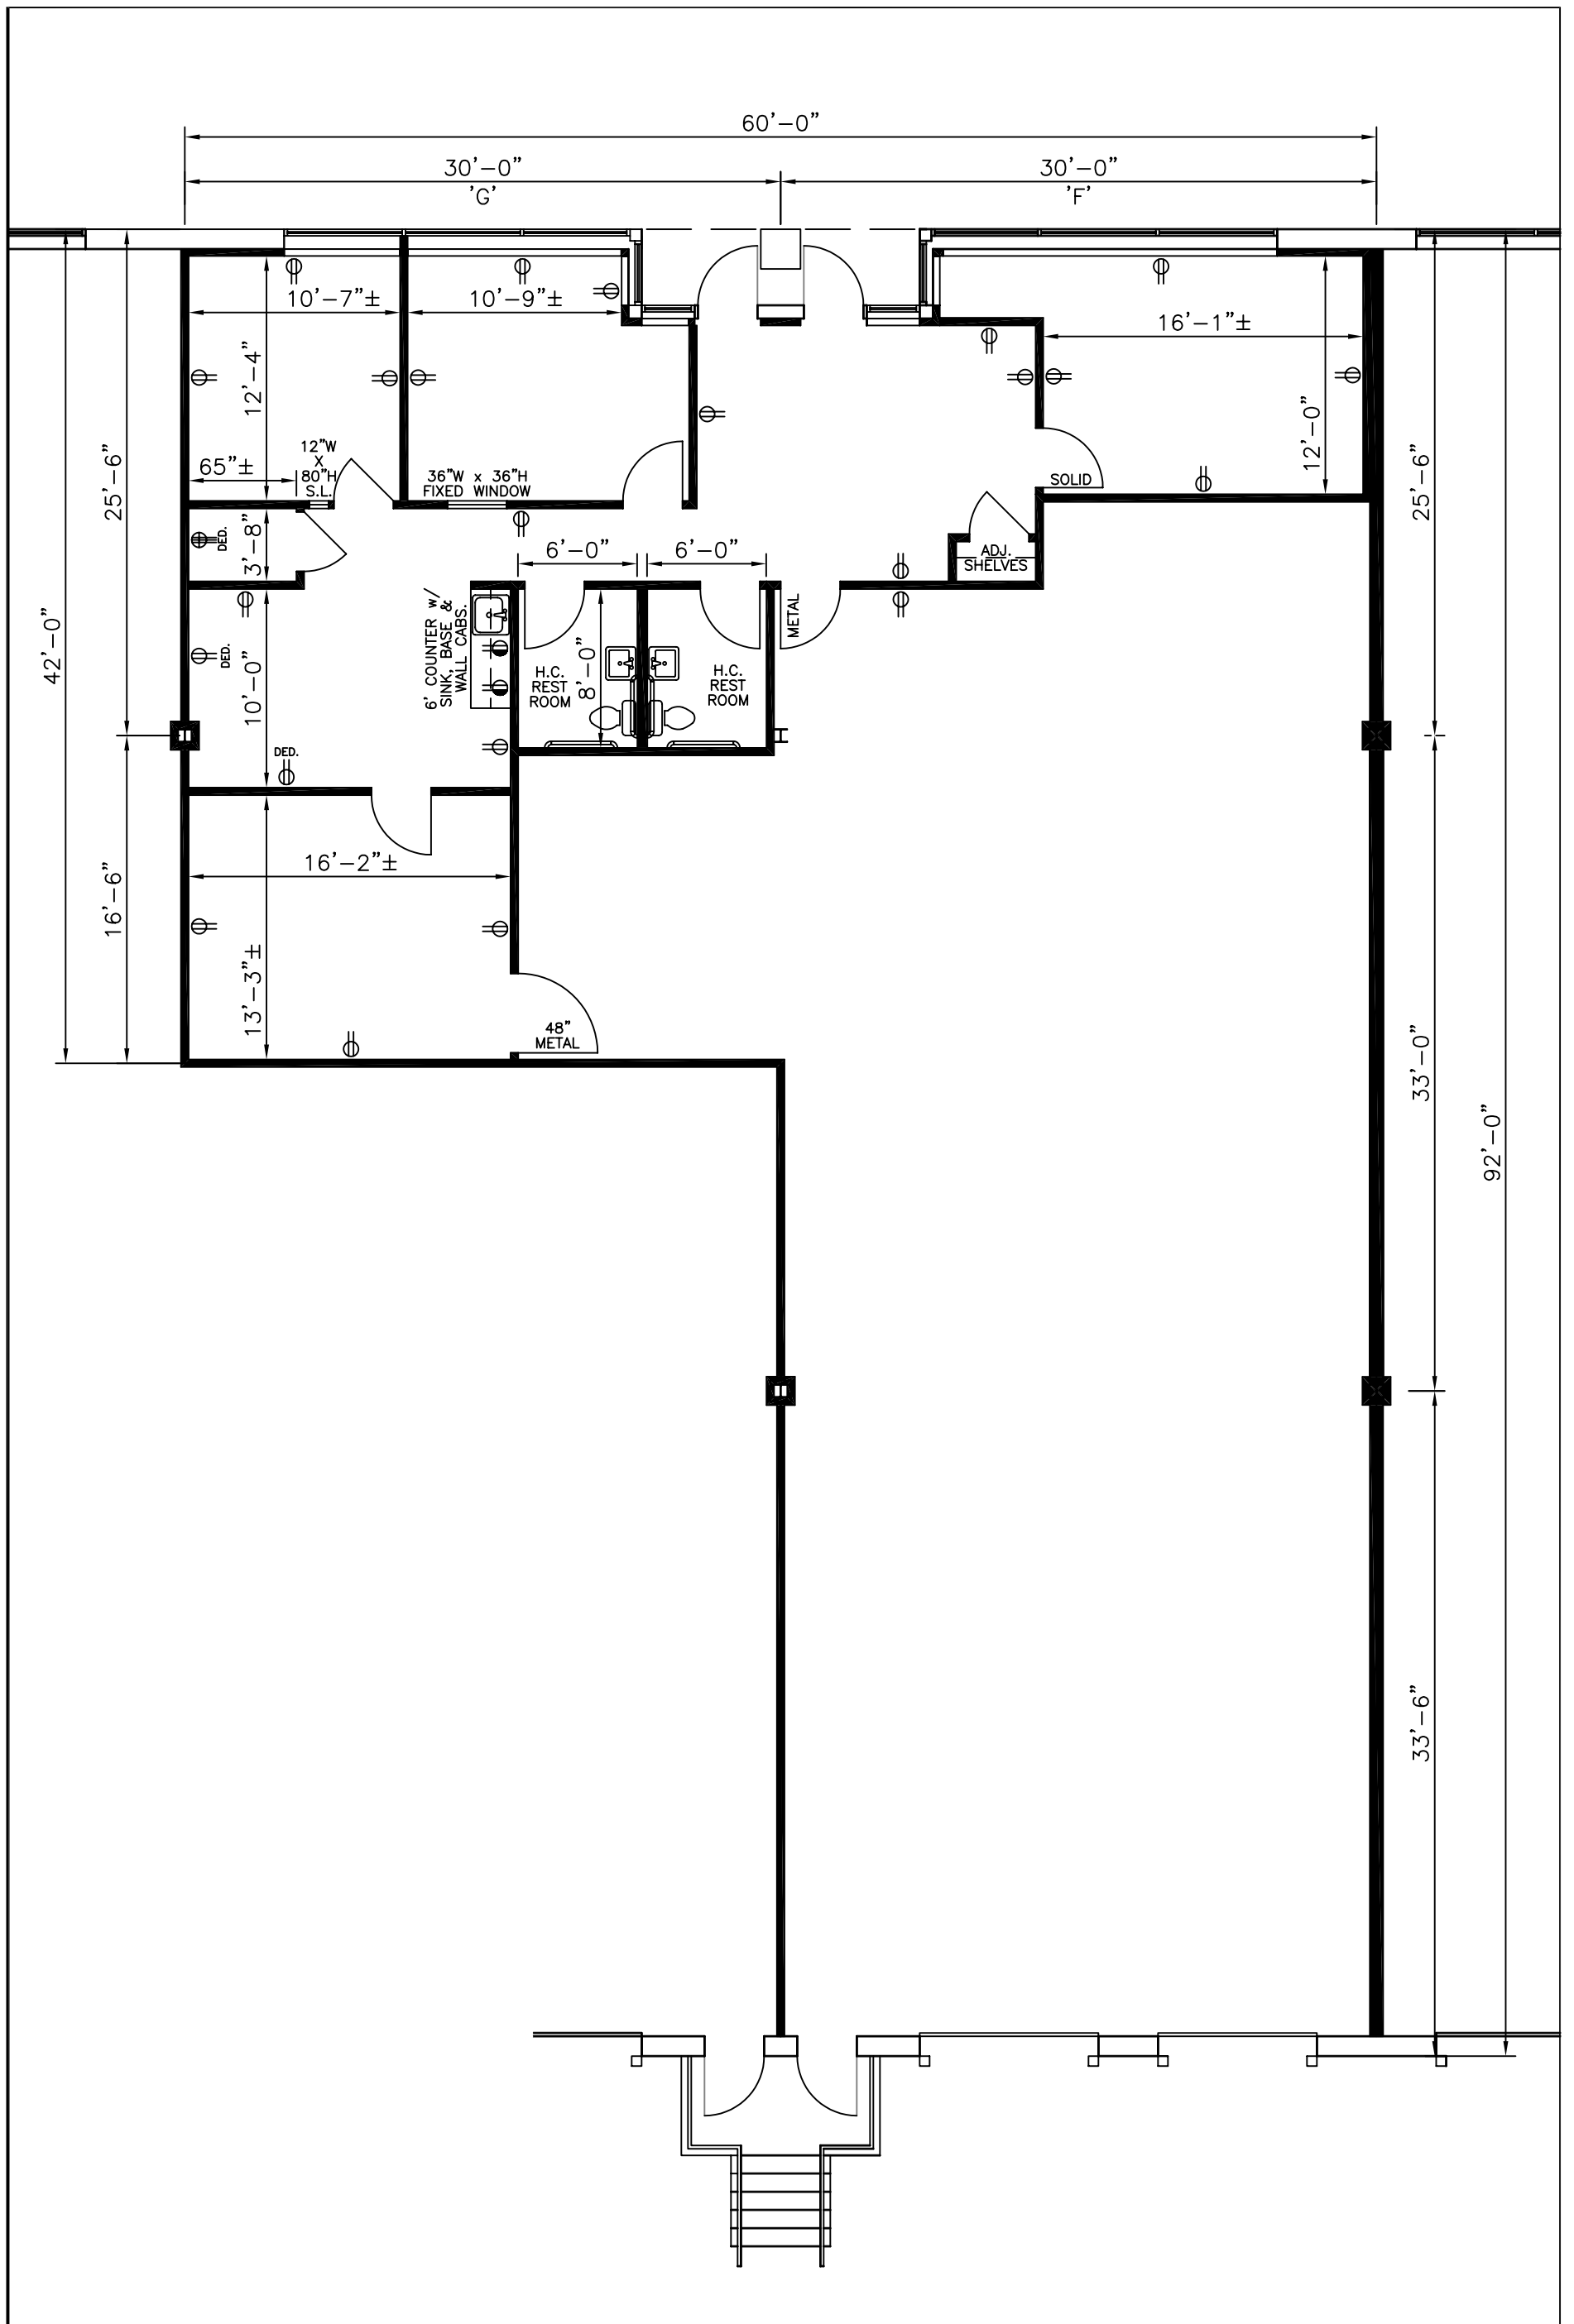 60'-0"
30'-0"
30'-0"
'G'
'F'
10'-7"±
10'-9"±
16'-1"±
12'-4"
12'-0"
25'-6"
25'-6"
65"±
12"W
X
80"H
S.L.
36"W x 36"H
FIXED WINDOW
SOLID
DED.
3'-8"
6'-0"
6'-0"
ADJ.
SHELVES
42'-0"
DED.
10'-0"
6' COUNTER w/
SINK, BASE &
WALL CABS.
H.C.
REST
ROOM
8'-0"
H.C.
REST
ROOM
METAL
DED.
16'-2"±
16'-6"
13'-3"±
48"
METAL
33'-0"
92'-0"
33'-6"